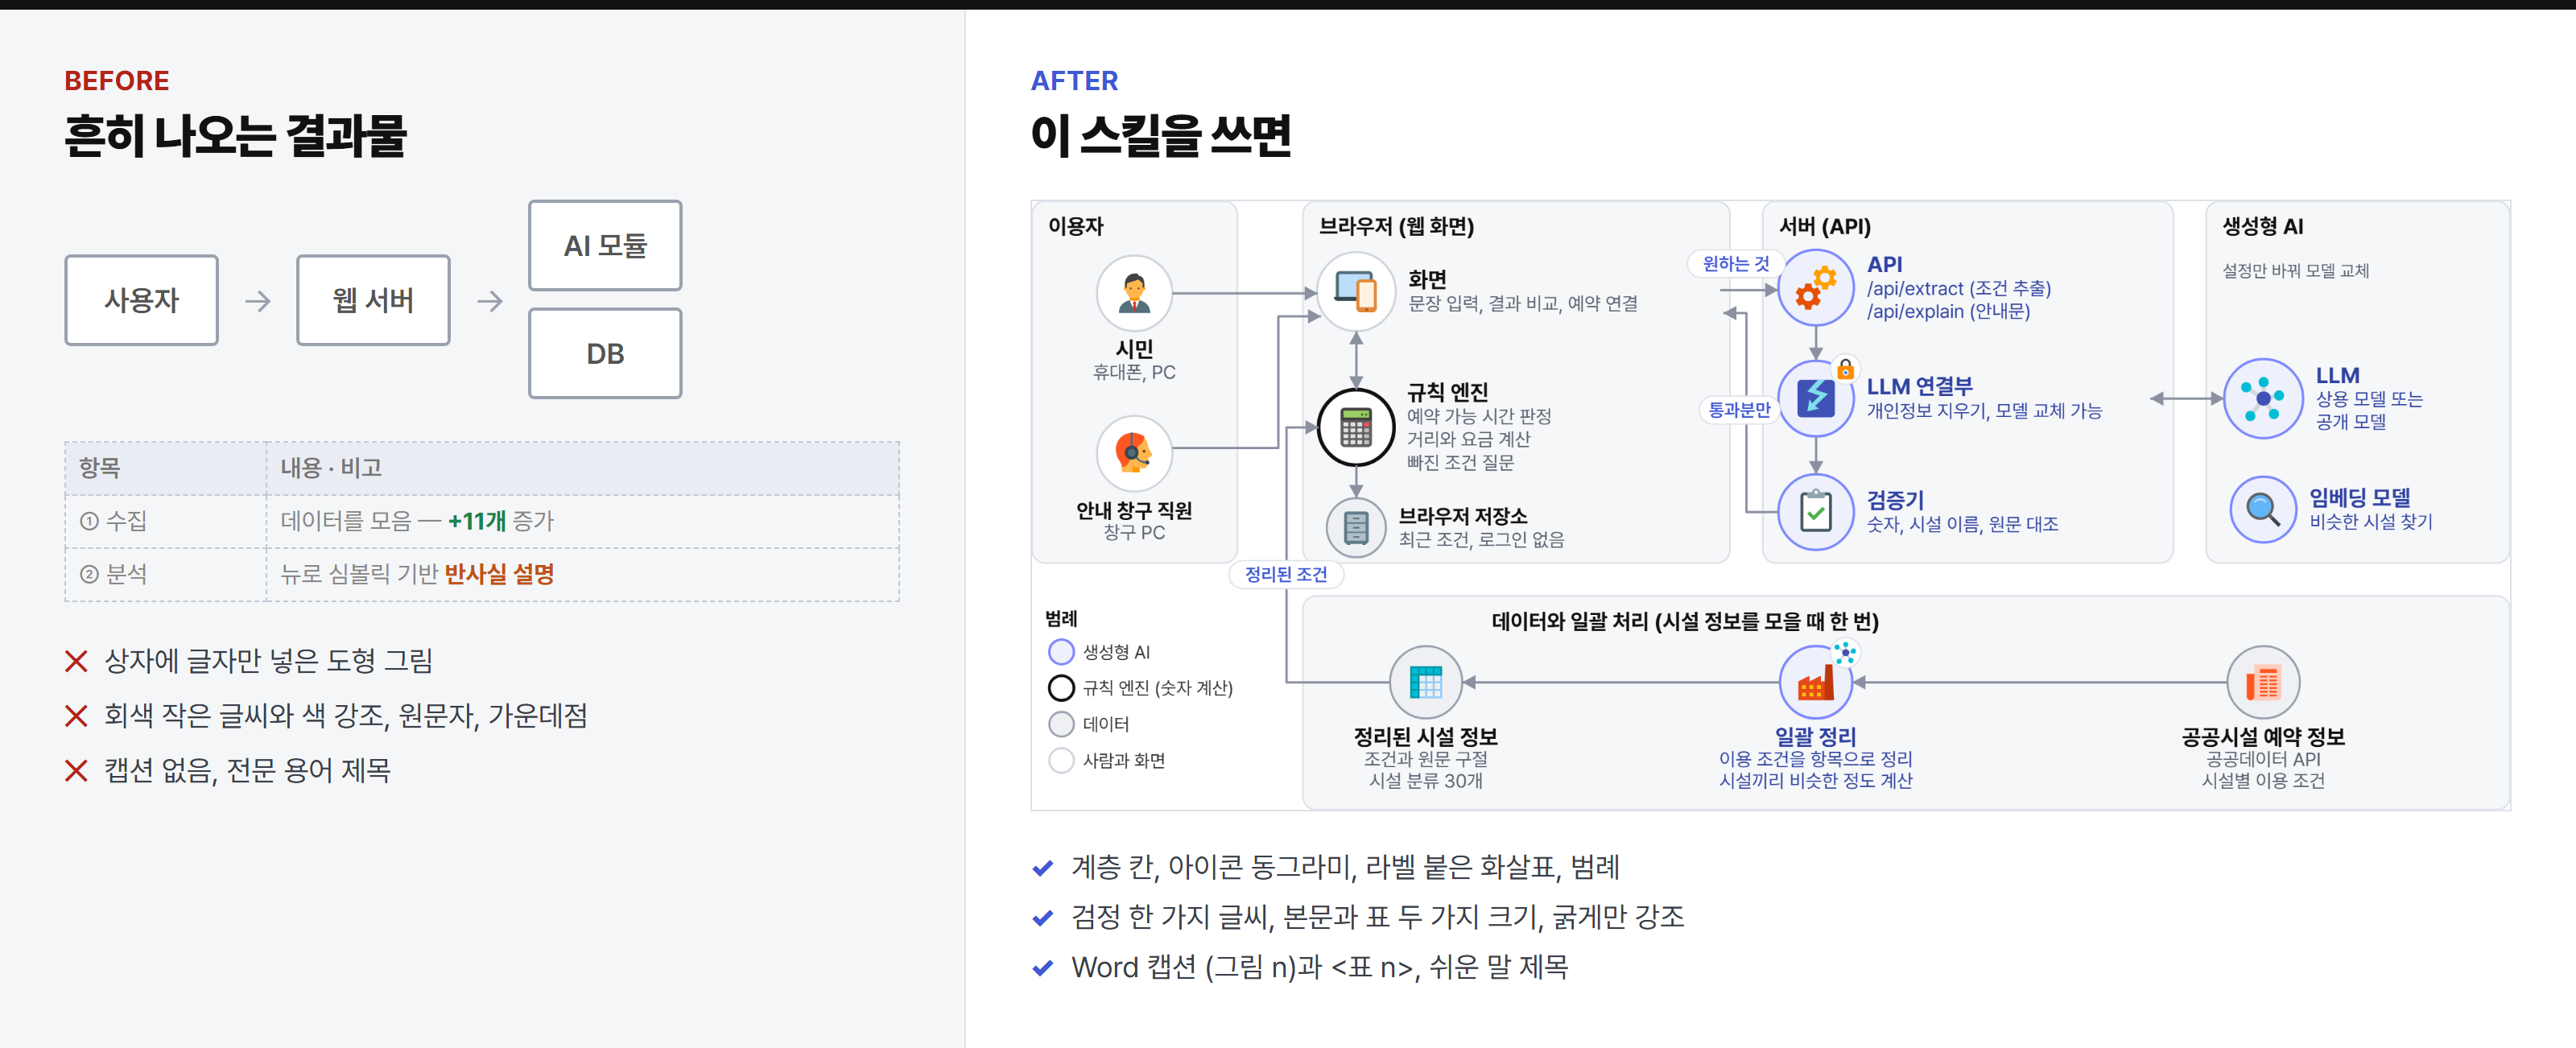 BEFORE
흔히 나오는 결과물
사용자
→
웹 서버
→
AI 모듈
DB
항목
내용 · 비고
① 수집
데이터를 모음 — +11개 증가
② 분석
뉴로 심볼릭 기반 반사실 설명
상자에 글자만 넣은 도형 그림
회색 작은 글씨와 색 강조, 원문자, 가운데점
캡션 없음, 전문 용어 제목
AFTER
이 스킬을 쓰면
이용자
시민
휴대폰, PC
안내 창구 직원
창구 PC
브라우저 (웹 화면)
화면
문장 입력, 결과 비교, 예약 연결
규칙 엔진
예약 가능 시간 판정
거리와 요금 계산
빠진 조건 질문
브라우저 저장소
최근 조건, 로그인 없음
원하는 것
통과분만
정리된 조건
서버 (API)
API
/api/extract (조건 추출)
/api/explain (안내문)
LLM 연결부
개인정보 지우기, 모델 교체 가능
검증기
숫자, 시설 이름, 원문 대조
생성형 AI
설정만 바꿔 모델 교체
LLM
상용 모델 또는
공개 모델
임베딩 모델
비슷한 시설 찾기
범례
생성형 AI
규칙 엔진 (숫자 계산)
데이터
사람과 화면
데이터와 일괄 처리 (시설 정보를 모을 때 한 번)
정리된 시설 정보
조건과 원문 구절
시설 분류 30개
일괄 정리
이용 조건을 항목으로 정리
시설끼리 비슷한 정도 계산
공공시설 예약 정보
공공데이터 API
시설별 이용 조건
계층 칸, 아이콘 동그라미, 라벨 붙은 화살표, 범례
검정 한 가지 글씨, 본문과 표 두 가지 크기, 굵게만 강조
Word 캡션 (그림 n)과 <표 n>, 쉬운 말 제목